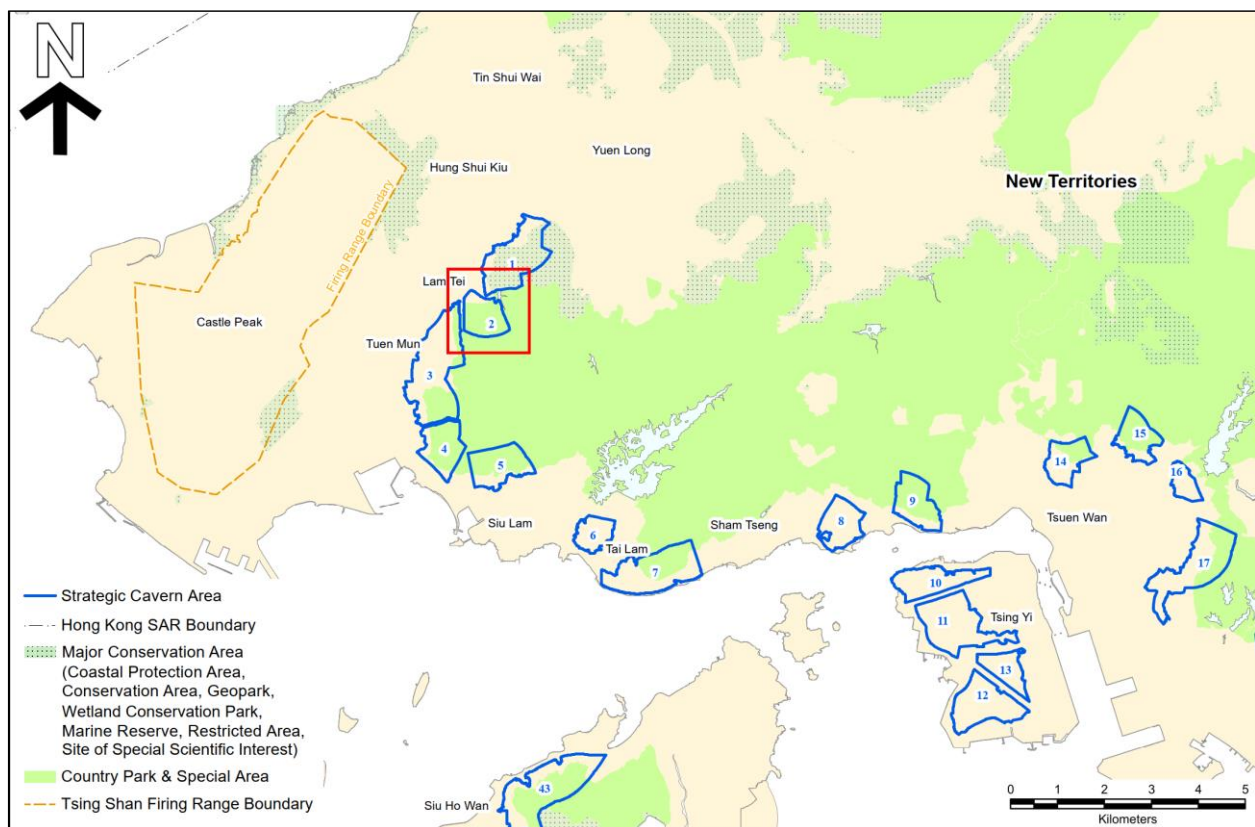 N
Tin Shui Wai
Yuen Long
Hung Shui Kiu
New Territories
Firing Range Boundary
1
Lam Tei
2
Castle Peak
Tuen Mun
3
4
5
15
14
16
9
Siu Lam
6
Sham Tseng
8
Tsuen Wan
Tai Lam
7
17
10
11
Tsing Yi
13
12
Strategic Cavern Area
Hong Kong SAR Boundary
Major Conservation Area
(Coastal Protection Area,
Conservation Area, Geopark,
Wetland Conservation Park,
Marine Reserve, Restricted Area,
Site of Special Scientific Interest)
Country Park & Special Area
Tsing Shan Firing Range Boundary
43
Siu Ho Wan
0 1 2 3 4 5
Kilometers